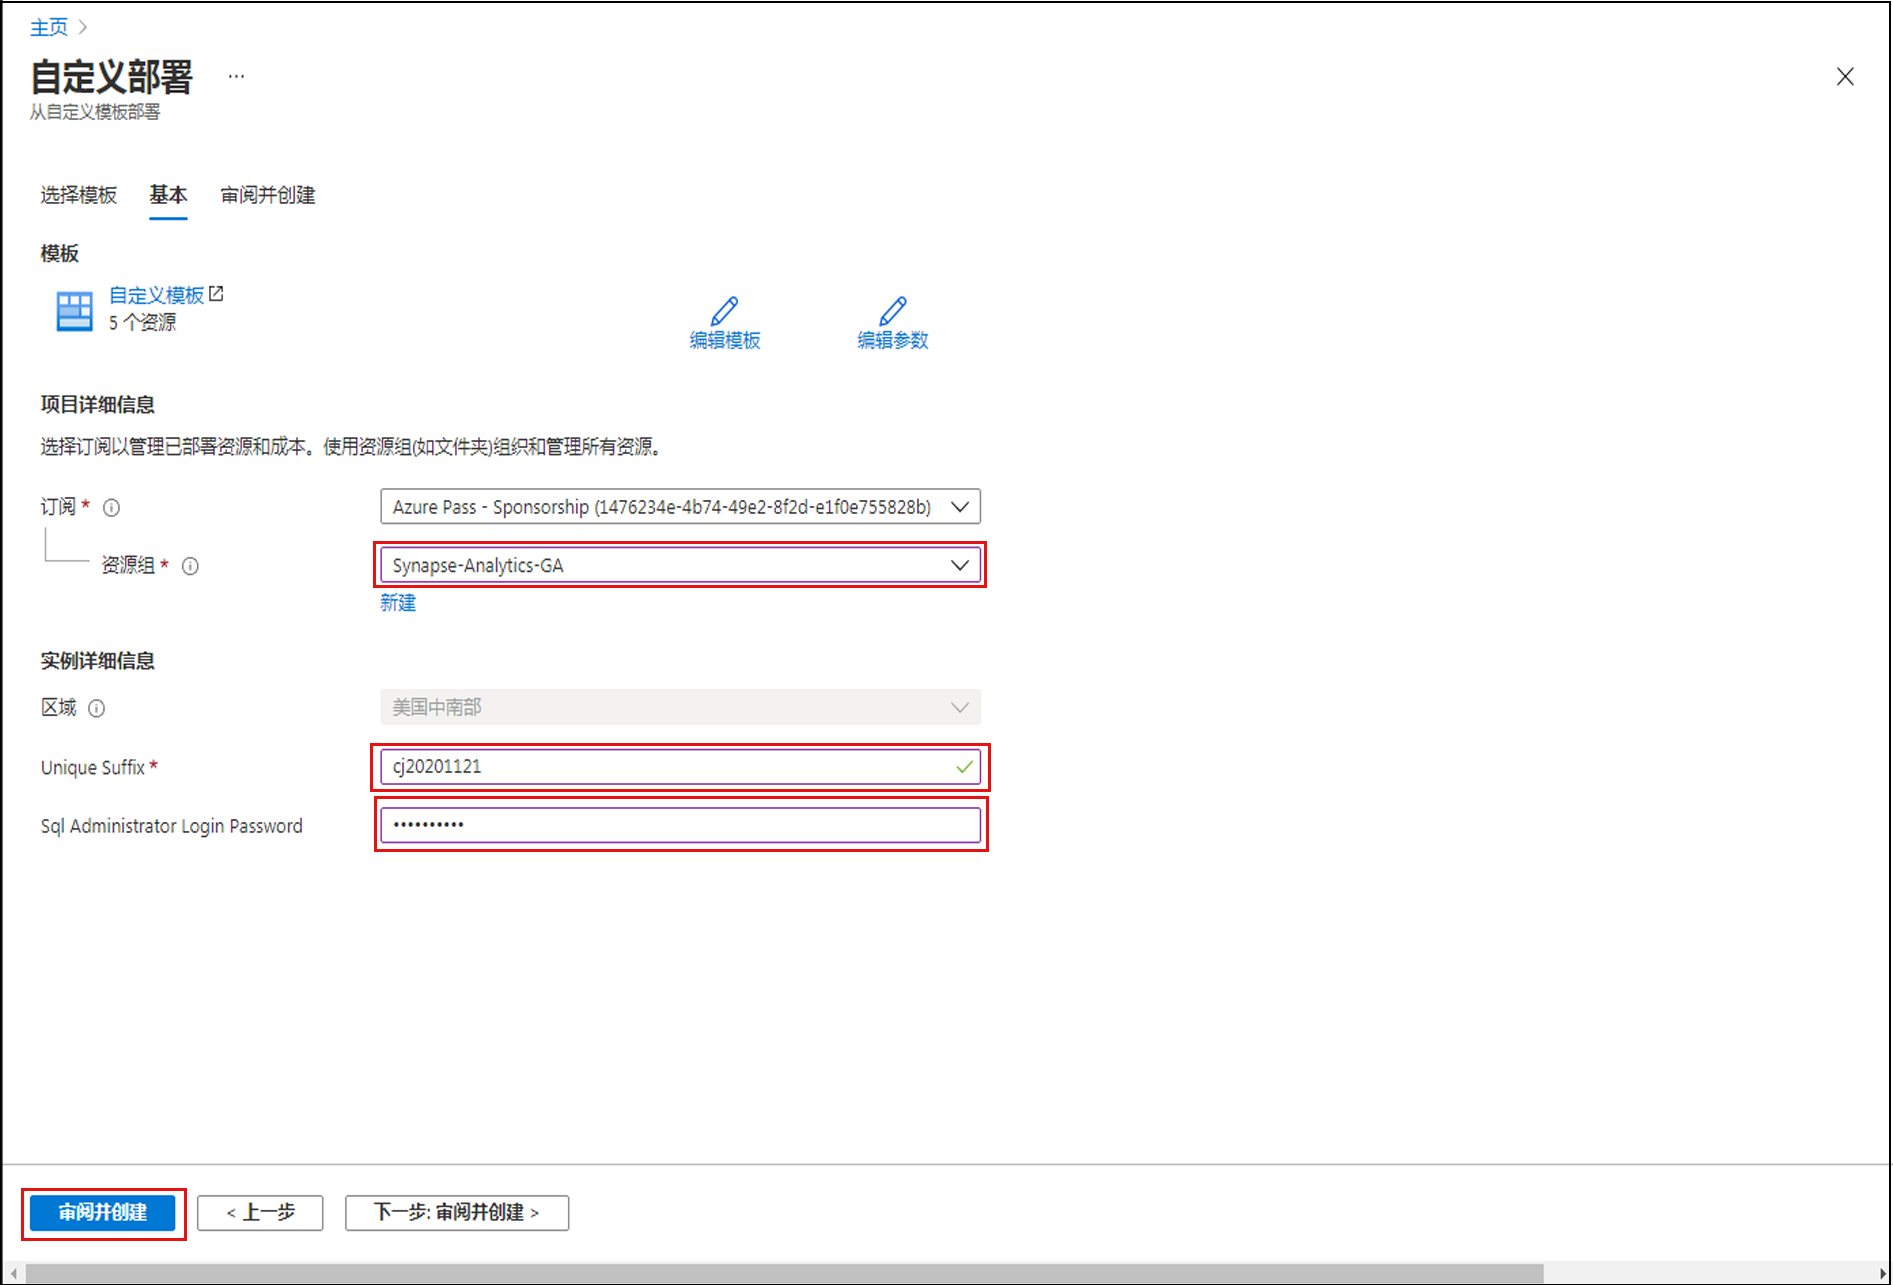 主页 >
自定义部署 ...
从自定义模板部署
选择模板 基本 审阅并创建
模板
自定义模板
5 个资源
编辑模板 编辑参数
项目详细信息
选择订阅以管理已部署资源和成本。使用资源组(如文件夹)组织和管理所有资源。
订阅 * Azure Pass - Sponsorship (1476234e-4b74-49e2-8f2d-e1f0e755828b)
资源组 * Synapse-Analytics-GA
新建
实例详细信息
区域 美国中南部
Unique Suffix * cj20201121
Sql Administrator Login Password ••••••••••
审阅并创建 < 上一步 下一步: 审阅并创建 >